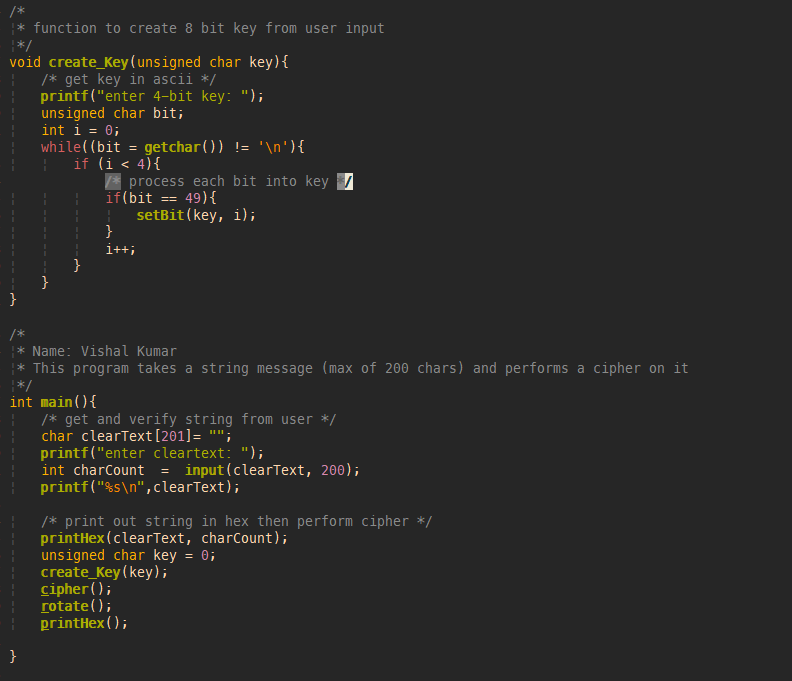 /*
* function to create 8 bit key from user input
*/
void create_Key(unsigned char key){
/* get key in ascii */
printf("enter 4-bit key: ");
unsigned char bit;
int i = 0;
while((bit = getchar()) != '\n'){
if (i < 4){
/* process each bit into key */
if(bit == 49){
setBit(key, i);
}
i++;
}
}
}
/*
* Name: Vishal Kumar
* This program takes a string message (max of 200 chars) and performs a cipher on it
*/
int main(){
/* get and verify string from user */
char clearText[201]= "";
printf("enter cleartext: ");
int charCount  =  input(clearText, 200);
printf("%s\n",clearText);
/* print out string in hex then perform cipher */
printHex(clearText, charCount);
unsigned char key = 0;
create_Key(key);
cipher();
rotate();
printHex();
}